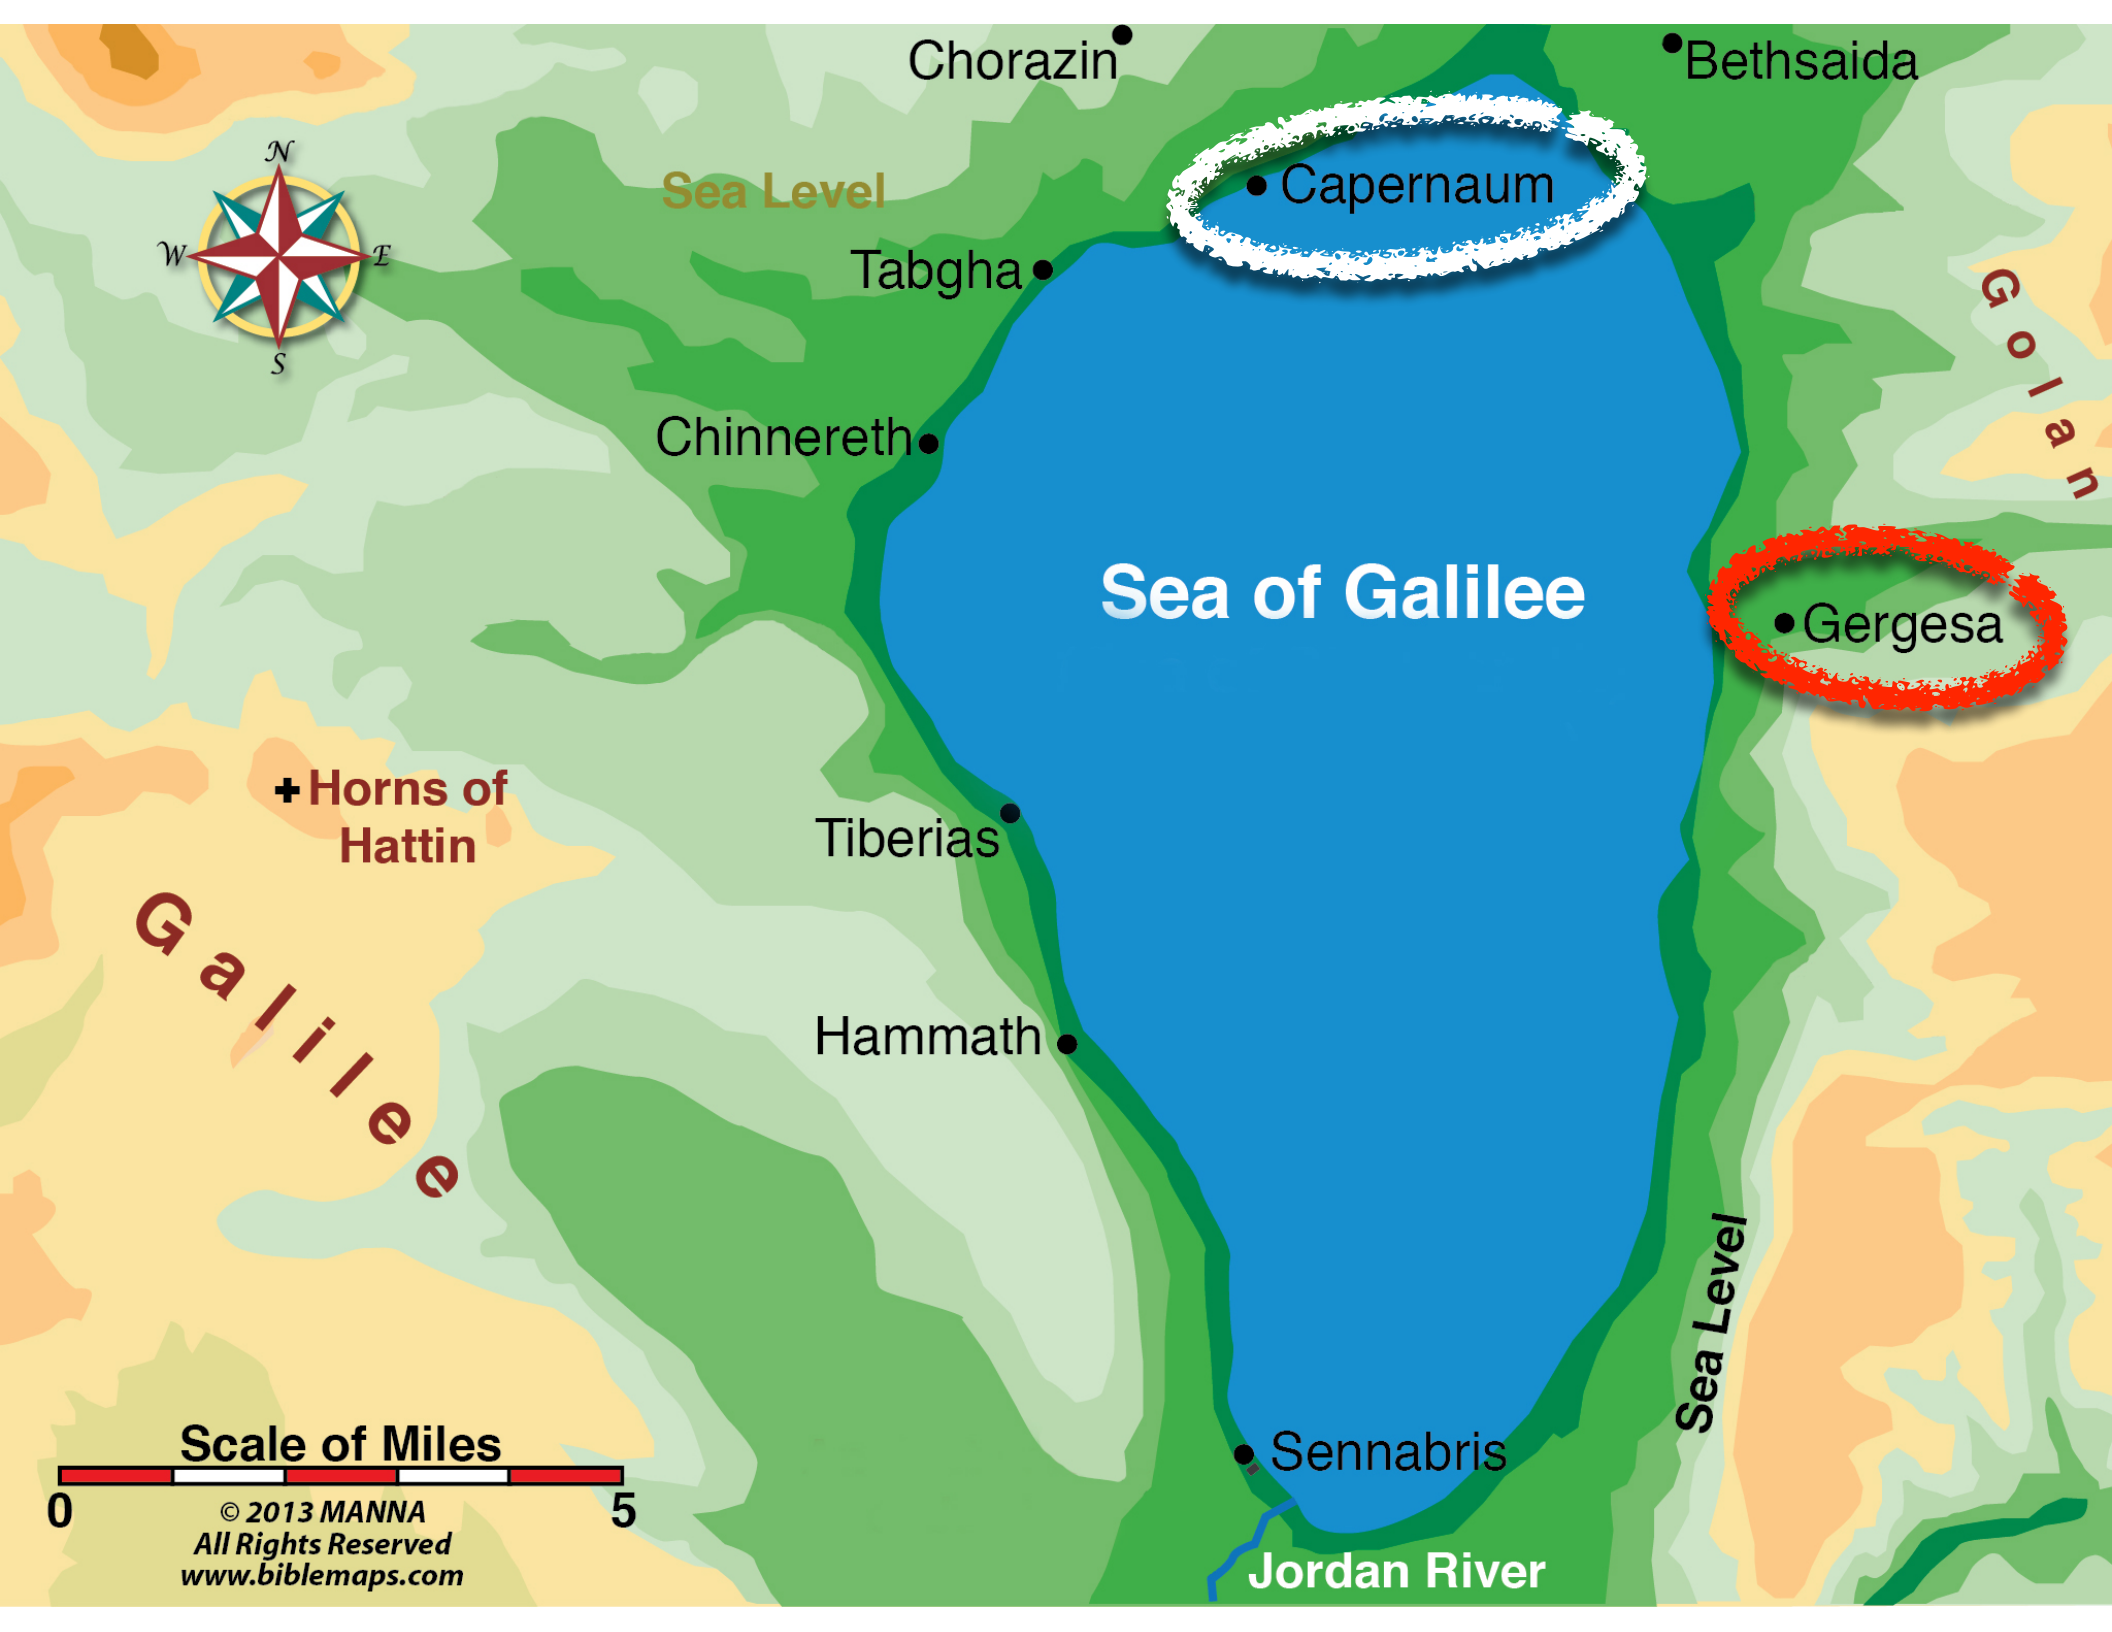 Chorazin
Bethsaida
N
Sea Level
Capernaum
W
E
Tabgha
S
Golan
Chinnereth
Sea of Galilee
Gergesa
Horns of
Hattin
Tiberias
Galilee
Hammath
Sea Level
Scale of Miles
Sennabris
0
5
© 2013 MANNA
All Rights Reserved
www.biblemaps.com
Jordan River